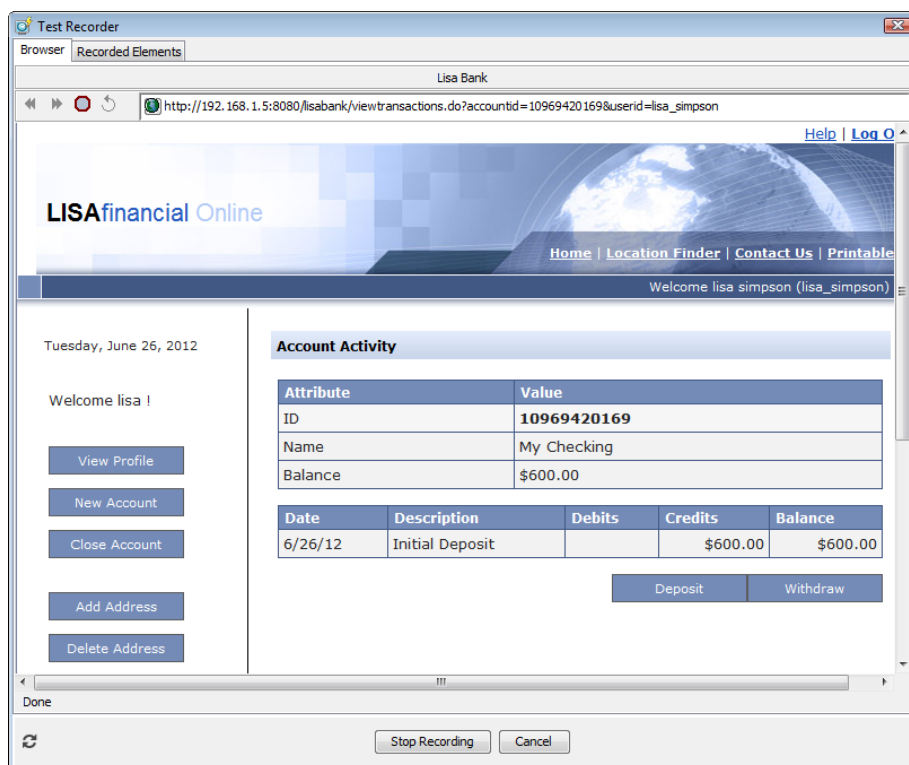 Test Recorder
Browser Recorded Elements
Lisa Bank
http://192.168.1.5:8080/lisabank/viewtransactions.do?accountid=10969420169&userid=lisa_simpson
Help | Log O
LISAfinancial Online
Home | Location Finder | Contact Us | Printable
Welcome lisa simpson (lisa_simpson)
Tuesday, June 26, 2012
Welcome lisa !
View Profile
New Account
Close Account
Add Address
Delete Address
Account Activity
Attribute Value
ID 10969420169
Name My Checking
Balance $600.00
Date Description Debits Credits Balance
6/26/12 Initial Deposit $600.00 $600.00
Deposit Withdraw
Done
Stop Recording Cancel